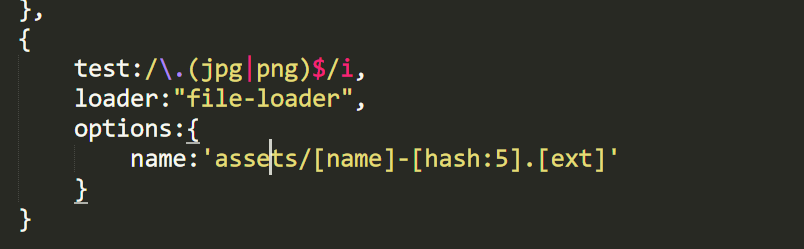 },
{
test:/\.(jpg|png)$/i,
loader:"file-loader",
options:{
name:'assets/[name]-[hash:5].[ext]'
}
}